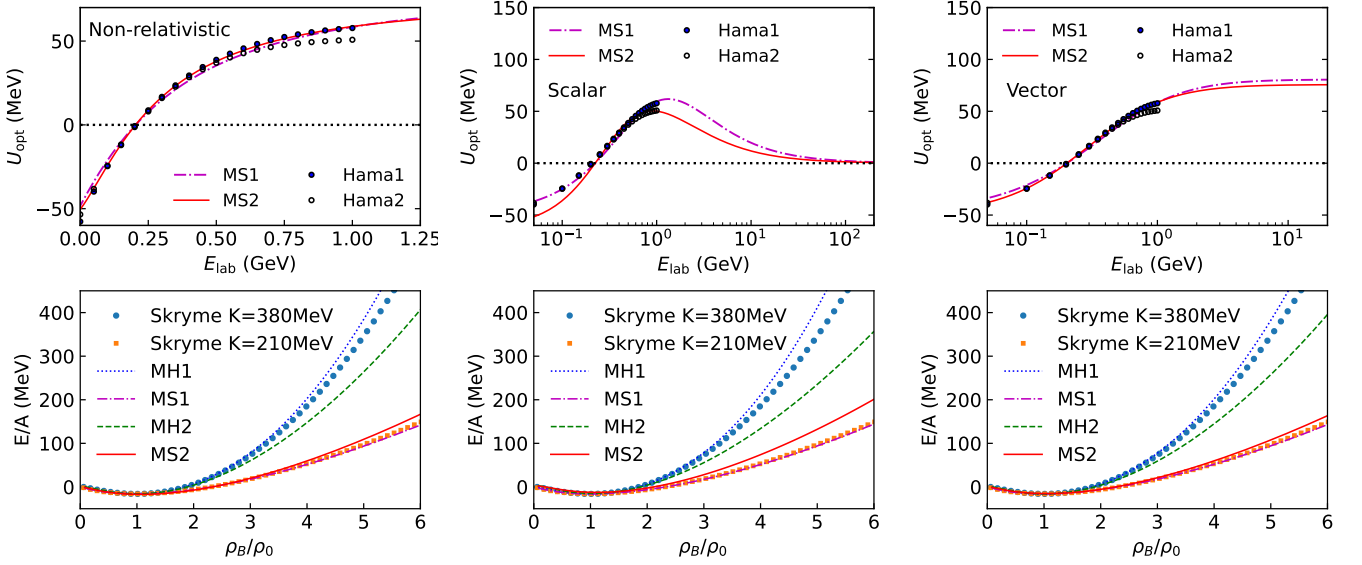 Non-relativistic
MS1
MS2
Hama1
Hama2
50
0
−50
U_opt (MeV)
0.00 0.25 0.50 0.75 1.00 1.25
E_lab (GeV)
MS1
MS2
Hama1
Hama2
Scalar
150
100
50
0
−50
U_opt (MeV)
10^−1 10^0 10^1 10^2
E_lab (GeV)
MS1
MS2
Hama1
Hama2
Vector
150
100
50
0
−50
U_opt (MeV)
10^−1 10^0 10^1
E_lab (GeV)
Skryme K=380MeV
Skryme K=210MeV
MH1
MS1
MH2
MS2
400
300
200
100
0
E/A (MeV)
0 1 2 3 4 5 6
ρ_B/ρ_0
Skryme K=380MeV
Skryme K=210MeV
MH1
MS1
MH2
MS2
400
300
200
100
0
E/A (MeV)
0 1 2 3 4 5 6
ρ_B/ρ_0
Skryme K=380MeV
Skryme K=210MeV
MH1
MS1
MH2
MS2
400
300
200
100
0
E/A (MeV)
0 1 2 3 4 5 6
ρ_B/ρ_0